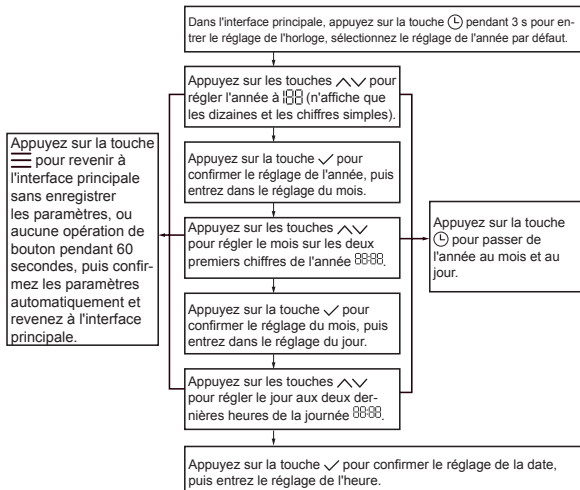 Dans l'interface principale, appuyez sur la touche pendant 3 s pour en-
trer le réglage de l'horloge, sélectionnez le réglage de l'année par défaut.
Appuyez sur les touches pour
régler l'année à 188 (n'affiche que
les dizaines et les chiffres simples).
Appuyez sur la touche ✓ pour
confirmer le réglage de l'année, puis
entrez dans le réglage du mois.
Appuyez sur les touches
pour régler le mois sur les deux
premiers chiffres de l'année 88:88.
Appuyez sur la touche ✓ pour
confirmer le réglage du mois, puis
entrez dans le réglage du jour.
Appuyez sur les touches
pour régler le jour aux deux der-
nières heures de la journée 88:88.
Appuyez sur la touche ✓ pour confirmer le réglage de la date,
puis entrez le réglage de l'heure.
Appuyez sur la touche
pour revenir à
l'interface principale
sans enregistrer
les paramètres, ou
aucune opération de
bouton pendant 60
secondes, puis confir-
mez les paramètres
automatiquement et
revenez à l'interface
principale.
Appuyez sur la touche
pour passer de
l'année au mois et au
jour.